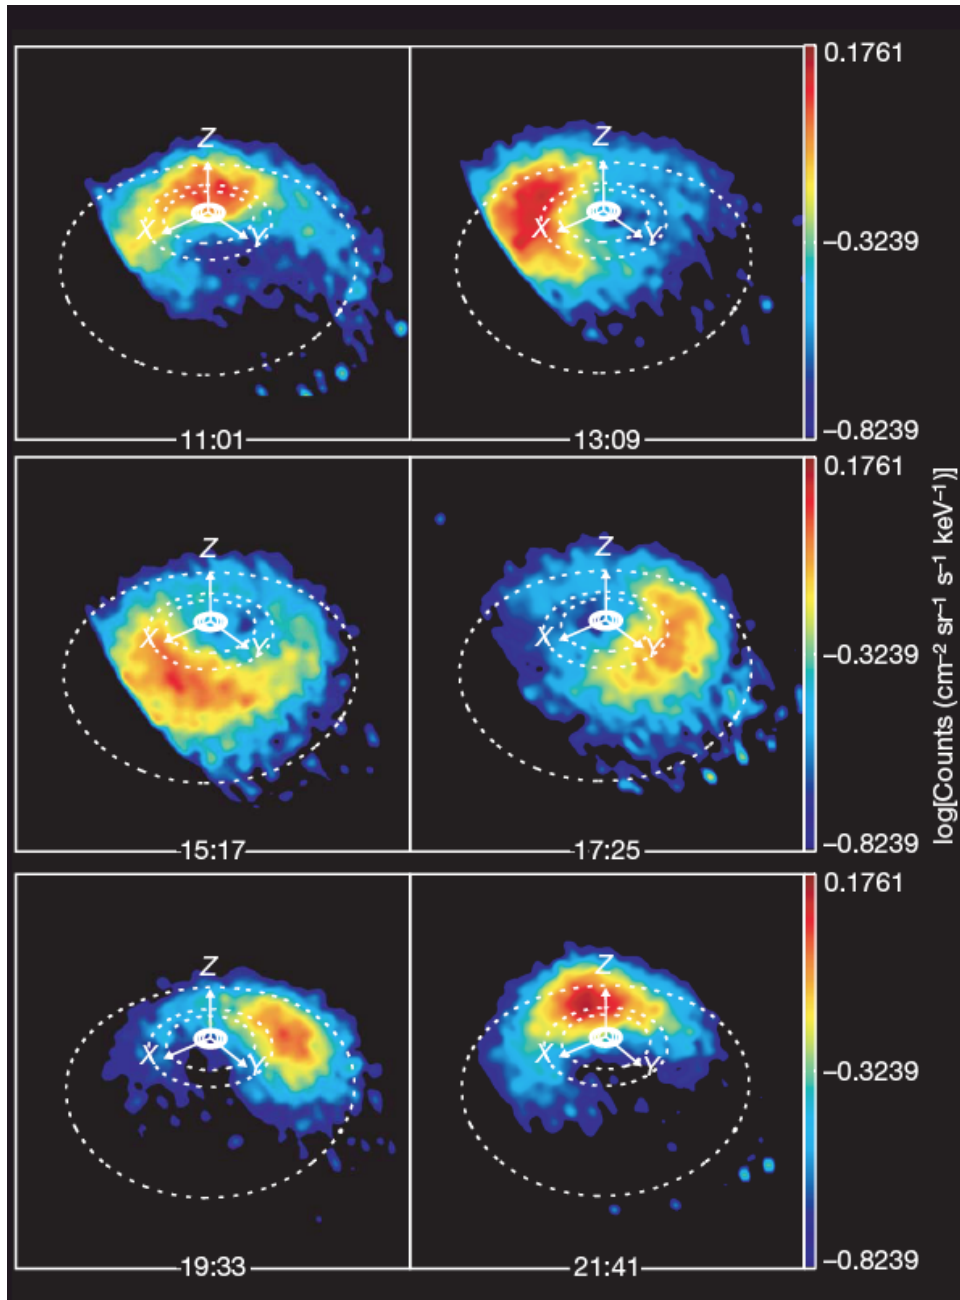 0.1761
Z
Z
X
Y
X
Y
–0.3239
–0.8239
11:01
13:09
0.1761
Z
Z
X
Y
X
Y
–0.3239
–0.8239
15:17
17:25
log[Counts (cm⁻² sr⁻¹ s⁻¹ keV⁻¹)]
0.1761
Z
Z
X
Y
X
Y
–0.3239
–0.8239
19:33
21:41